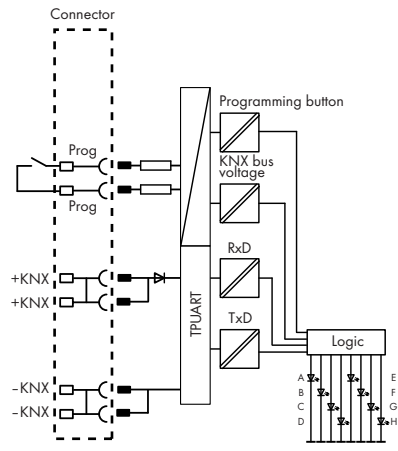 Connector
Programming button
Prog
KNX bus
voltage
Prog
RxD
+KNX
+KNX
TPUART
TxD
Logic
–KNX
–KNX
A E
B F
C G
D H